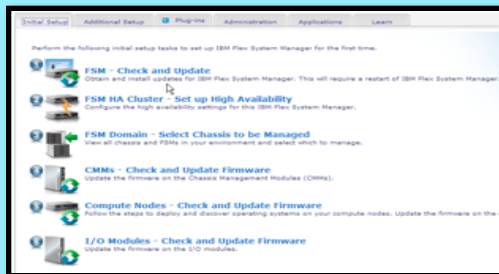 Initial Setup
Additional Setup
Plug-ins
Administration
Applications
Learn
Perform the following initial setup tasks to set up IBM Flex System Manager for the first time.
FSM - Check and Update
Obtain and install updates for IBM Flex System Manager. This will require a restart of IBM Flex System Manager.
FSM HA Cluster - Set up High Availability
Configure the high availability settings for this IBM Flex System Manager.
FSM Domain - Select Chassis to be Managed
View all chassis and FSMs in your environment and select which to manage.
CMMs - Check and Update Firmware
Update the firmware on the Chassis Management Modules (CMMs).
Compute Nodes - Check and Update Firmware
Follow the steps to deploy and discover operating systems on your compute nodes. Update the firmware on the
I/O Modules - Check and Update Firmware
Update the firmware on the I/O modules.